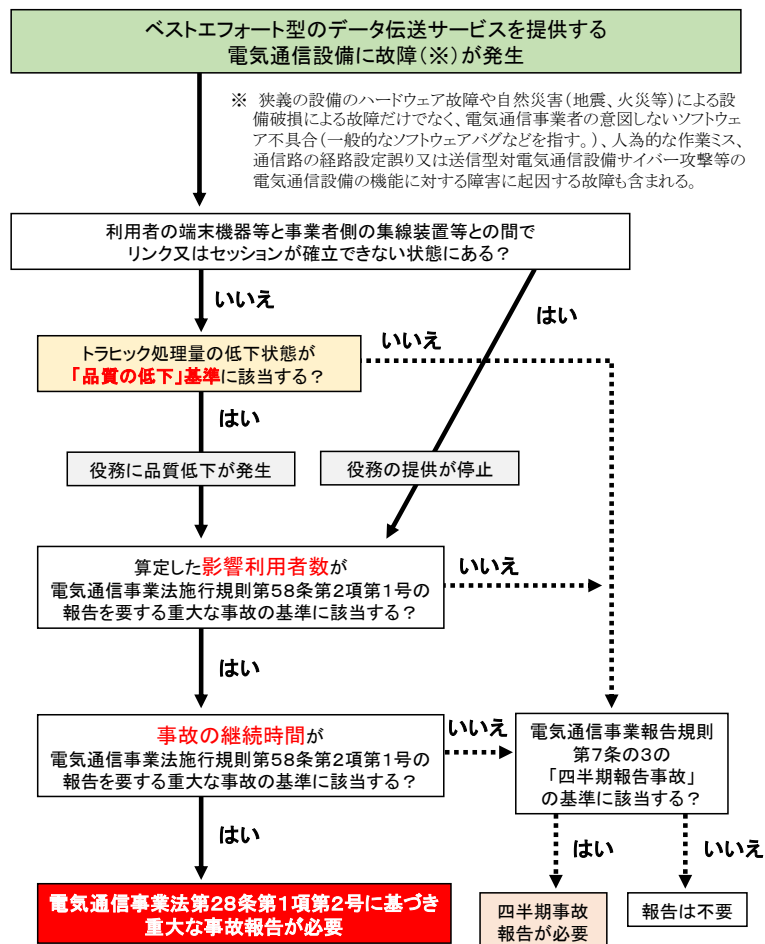 ベストエフォート型のデータ伝送サービスを提供する
電気通信設備に故障(※)が発生
※ 狭義の設備のハードウェア故障や自然災害(地震、火災等)による設
備破損による故障だけでなく、電気通信事業者の意図しないソフトウェ
ア不具合(一般的なソフトウェアバグなどを指す。)、人為的な作業ミス、
通信路の経路設定誤り又は送信型対電気通信設備サイバー攻撃等の
電気通信設備の機能に対する障害に起因する故障も含まれる。
利用者の端末機器等と事業者側の集線装置等との間で
リンク又はセッションが確立できない状態にある?
いいえ
はい
トラヒック処理量の低下状態が
「品質の低下」基準に該当する?
いいえ
はい
役務に品質低下が発生
役務の提供が停止
算定した影響利用者数が
電気通信事業法施行規則第58条第2項第1号の
報告を要する重大な事故の基準に該当する?
いいえ
はい
事故の継続時間が
電気通信事業法施行規則第58条第2項第1号の
報告を要する重大な事故の基準に該当する?
いいえ
電気通信事業報告規則
第7条の3の
「四半期報告事故」
の基準に該当する?
はい
はい
いいえ
電気通信事業法第28条第1項第2号に基づき
重大な事故報告が必要
四半期事故
報告が必要
報告は不要